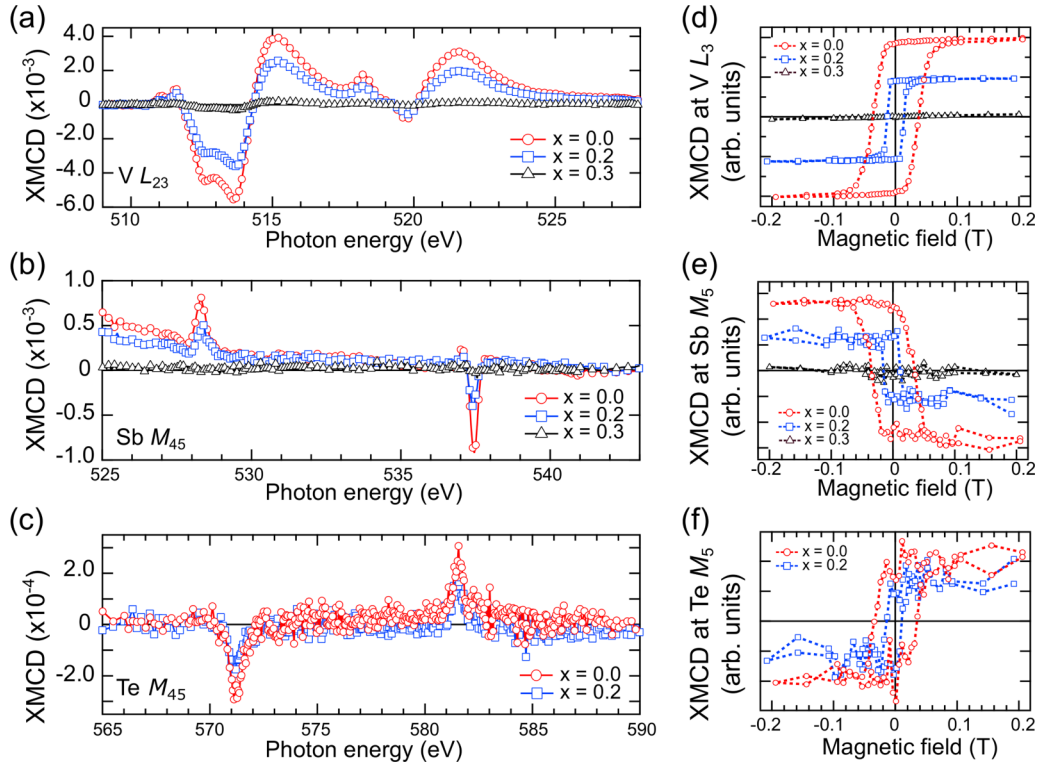 (a)
XMCD (x10⁻³)
4.0
2.0
0
-2.0
-4.0
-6.0
V L₂₃
x = 0.0
x = 0.2
x = 0.3
510
515
520
525
Photon energy (eV)
(d)
XMCD at V L₃
(arb. units)
x = 0.0
x = 0.2
x = 0.3
-0.2
-0.1
0
0.1
0.2
Magnetic field (T)
(b)
XMCD (x10⁻³)
1.0
0.5
0
-0.5
-1.0
Sb M₄₅
x = 0.0
x = 0.2
x = 0.3
525
530
535
540
Photon energy (eV)
(e)
XMCD at Sb M₅
(arb. units)
x = 0.0
x = 0.2
x = 0.3
-0.2
-0.1
0
0.1
0.2
Magnetic field (T)
(c)
XMCD (x10⁻⁴)
2.0
0
-2.0
Te M₄₅
x = 0.0
x = 0.2
565
570
575
580
585
590
Photon energy (eV)
(f)
XMCD at Te M₅
(arb. units)
x = 0.0
x = 0.2
-0.2
-0.1
0
0.1
0.2
Magnetic field (T)